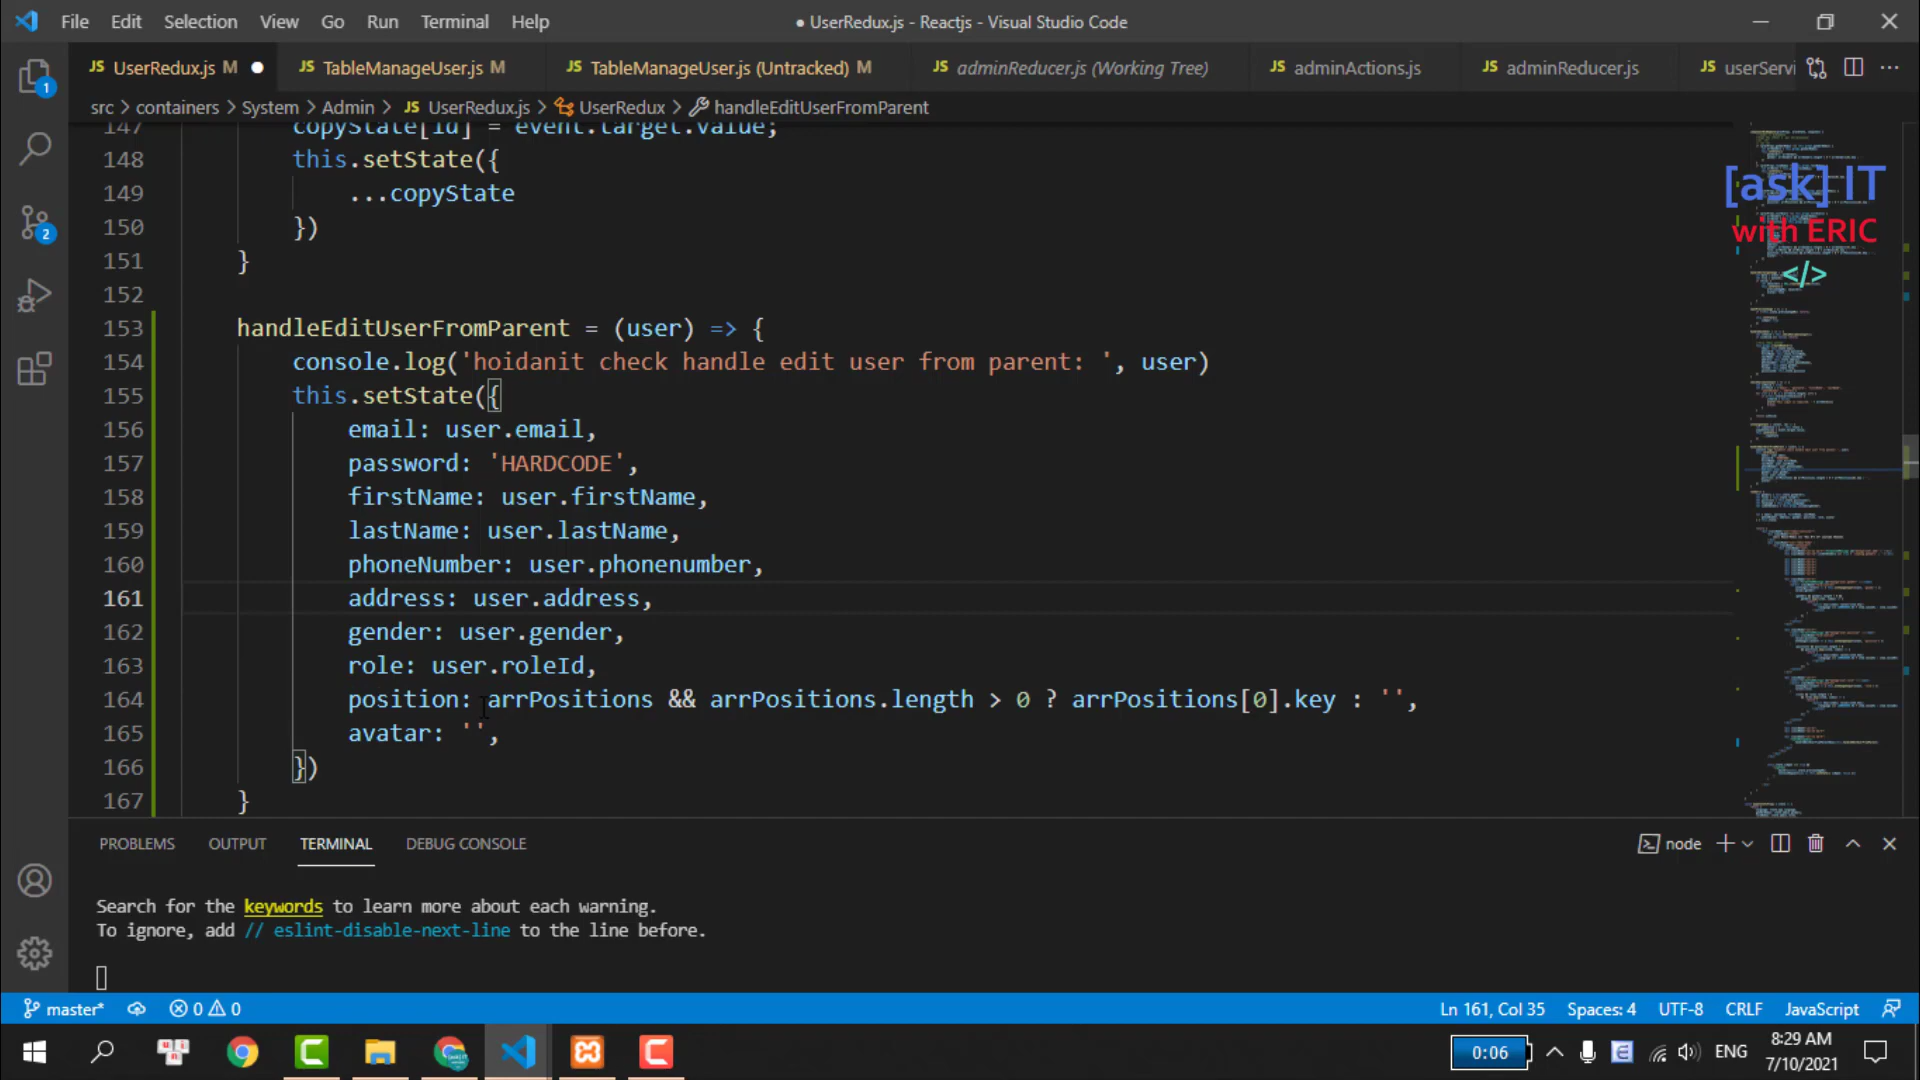 File Edit Selection View Go Run Terminal Help
● UserRedux.js - Reactjs - Visual Studio Code
JS UserRedux.js M ● JS TableManageUser.js M JS TableManageUser.js (Untracked) M JS adminReducer.js (Working Tree) JS adminActions.js JS adminReducer.js JS userServi ...
src > containers > System > Admin > JS UserRedux.js > UserRedux > handleEditUserFromParent
147 copyState[id] = event.target.value;
148 this.setState({
149 ...copyState
150 })
151 }
152
153 handleEditUserFromParent = (user) => {
154 console.log('hoidanit check handle edit user from parent: ', user)
155 this.setState({
156 email: user.email,
157 password: 'HARDCODE',
158 firstName: user.firstName,
159 lastName: user.lastName,
160 phoneNumber: user.phonenumber,
161 address: user.address,
162 gender: user.gender,
163 role: user.roleId,
164 position: arrPositions && arrPositions.length > 0 ? arrPositions[0].key : '',
165 avatar: '',
166 })
167 }
[ask] IT
with ERIC
</>
1
2
PROBLEMS OUTPUT TERMINAL DEBUG CONSOLE
node
Search for the keywords to learn more about each warning.
To ignore, add // eslint-disable-next-line to the line before.
master* 0 0
Ln 161, Col 35 Spaces: 4 UTF-8 CRLF JavaScript
0:06 ENG 8:29 AM
7/10/2021